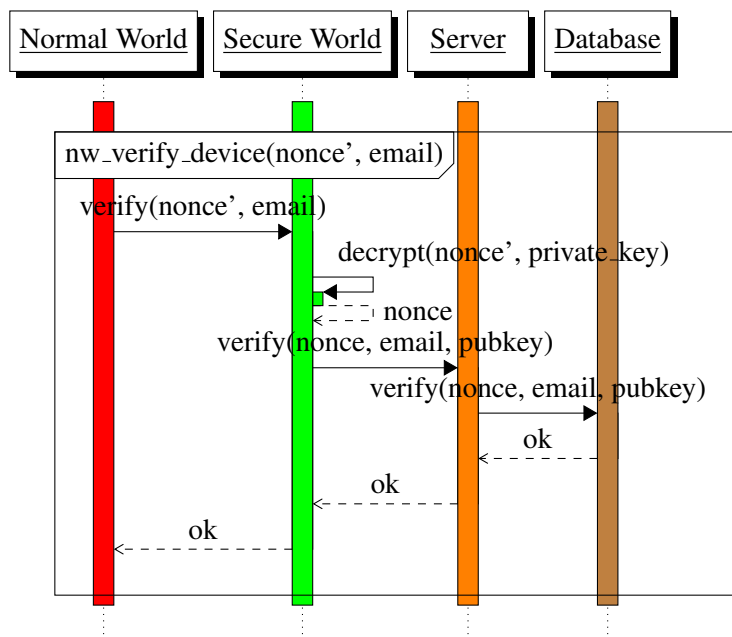 Normal World
Secure World
Server
Database
nw_verify_device(nonce’, email)
verify(nonce’, email)
decrypt(nonce’, private_key)
nonce
verify(nonce, email, pubkey)
verify(nonce, email, pubkey)
ok
ok
ok